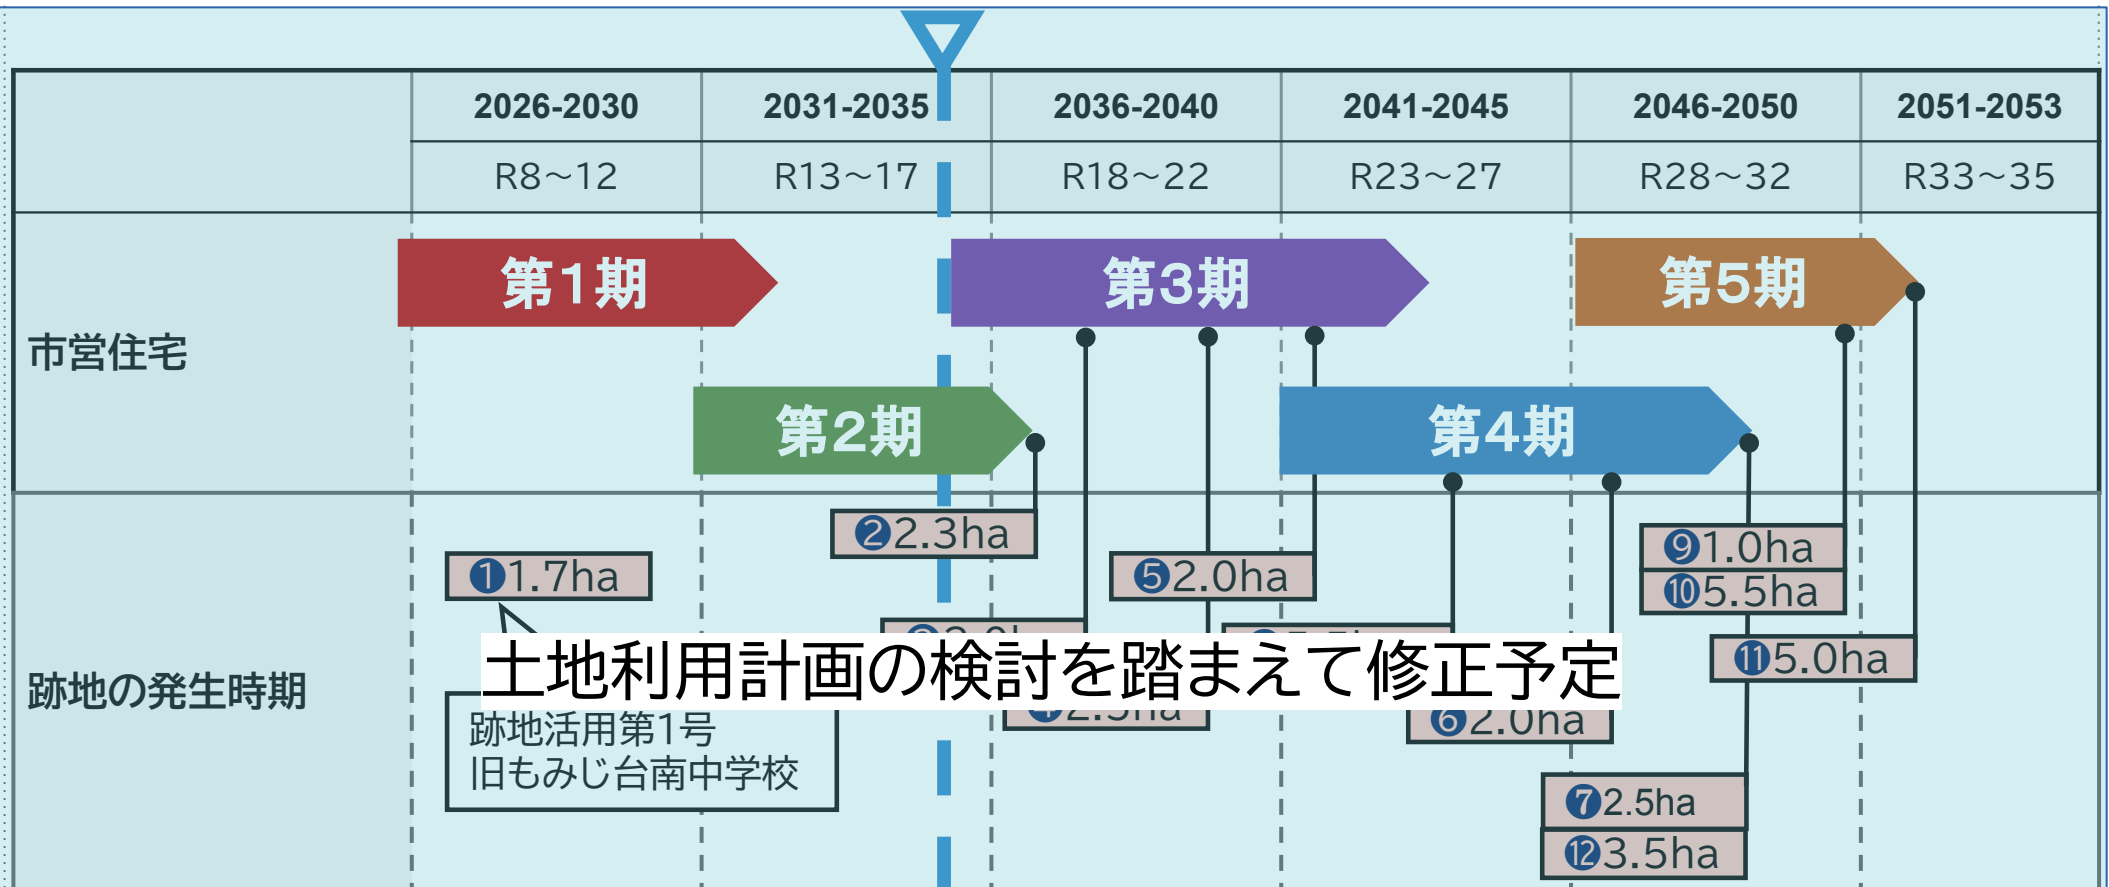 2026-2030
2031-2035
2036-2040
2041-2045
2046-2050
2051-2053
R8～12
R13～17
R18～22
R23～27
R28～32
R33～35
市営住宅
第1期
第3期
第5期
第2期
第4期
跡地の発生時期
❷2.3ha
❾1.0ha
❶1.7ha
❺2.0ha
❿5.5ha
⓫5.0ha
土地利用計画の検討を踏まえて修正予定
❻2.0ha
跡地活用第1号
旧もみじ台南中学校
❼2.5ha
⓬3.5ha